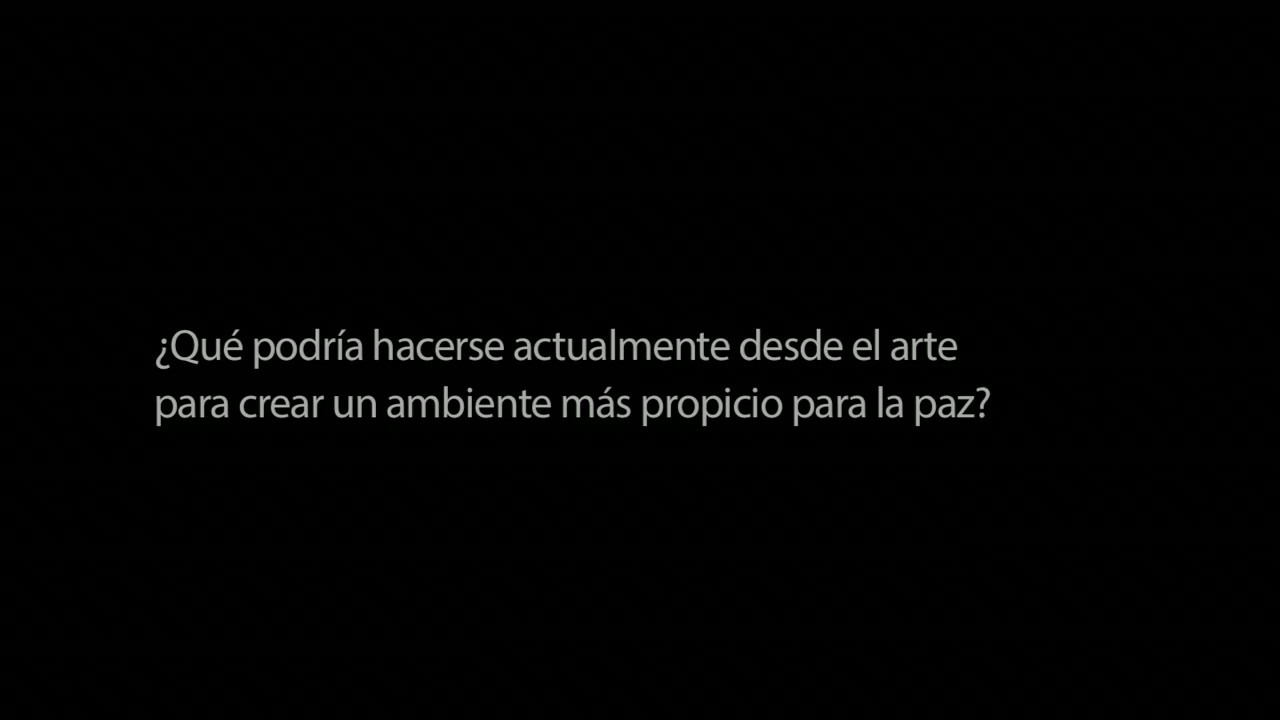 ¿Qué podría hacerse actualmente desde el arte
para crear un ambiente más propicio para la paz?